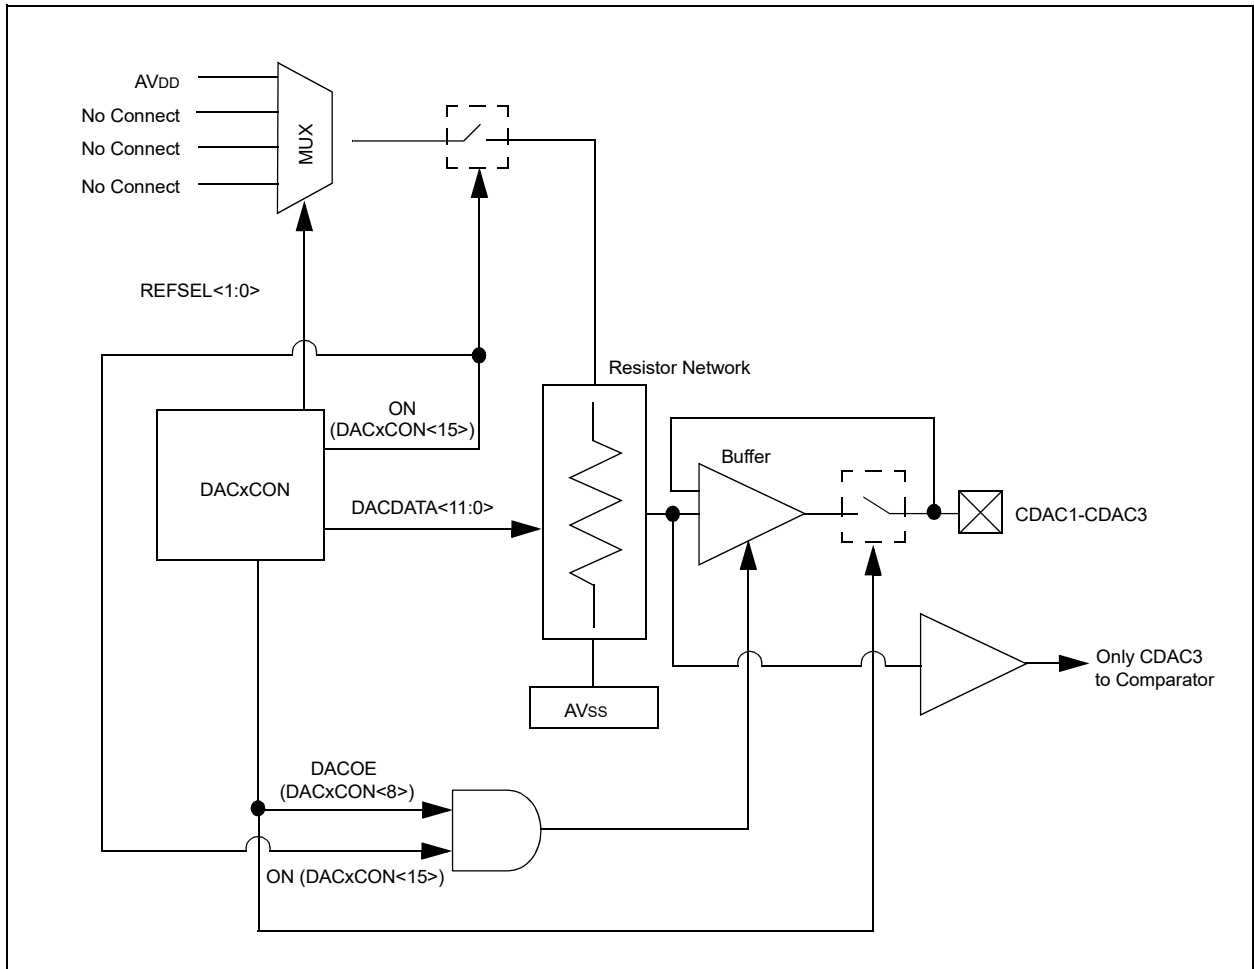 AVDD
No Connect
No Connect
No Connect
MUX
REFSEL<1:0>
Resistor Network
ON
(DACxCON<15>)
Buffer
DACxCON
DACDATA<11:0>
CDAC1-CDAC3
Only CDAC3
to Comparator
AVSS
DACOE
(DACxCON<8>)
ON (DACxCON<15>)